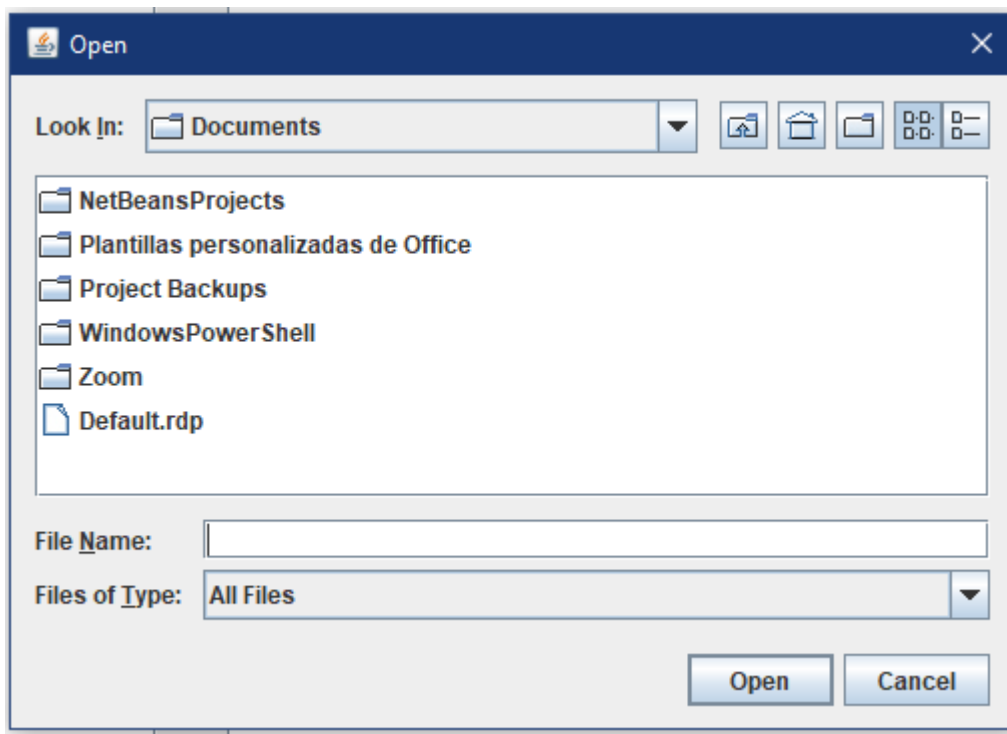 Open
Look In: Documents
NetBeansProjects
Plantillas personalizadas de Office
Project Backups
WindowsPowerShell
Zoom
Default.rdp
File Name:
Files of Type: All Files
Open Cancel